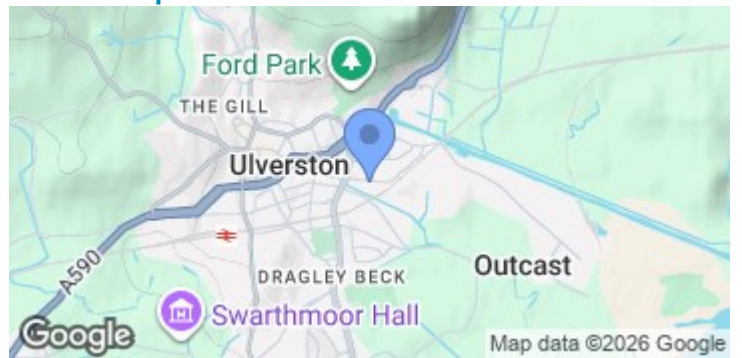 Ford Park
THE GILL
Ulverston
A590
Outcast
DRAGLEY BECK
Swarthmoor Hall
Google
Map data ©2026 Google